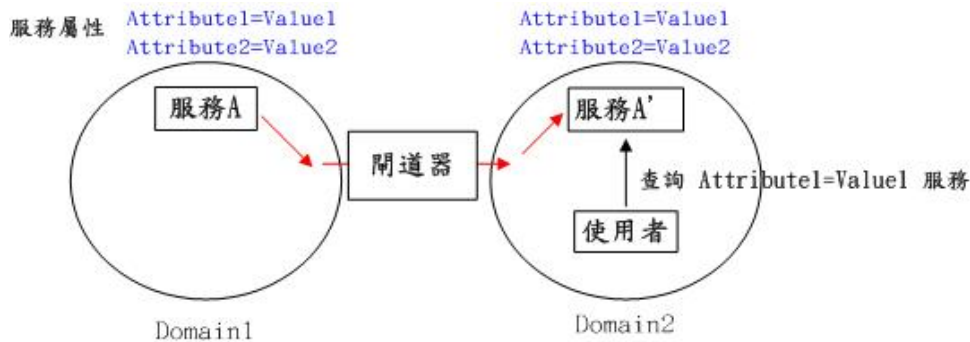 服務屬性
Attribute1=Value1
Attribute2=Value2
Attribute1=Value1
Attribute2=Value2
服務A
閘道器
服務A'
查詢 Attribute1=Value1 服務
使用者
Domain1
Domain2